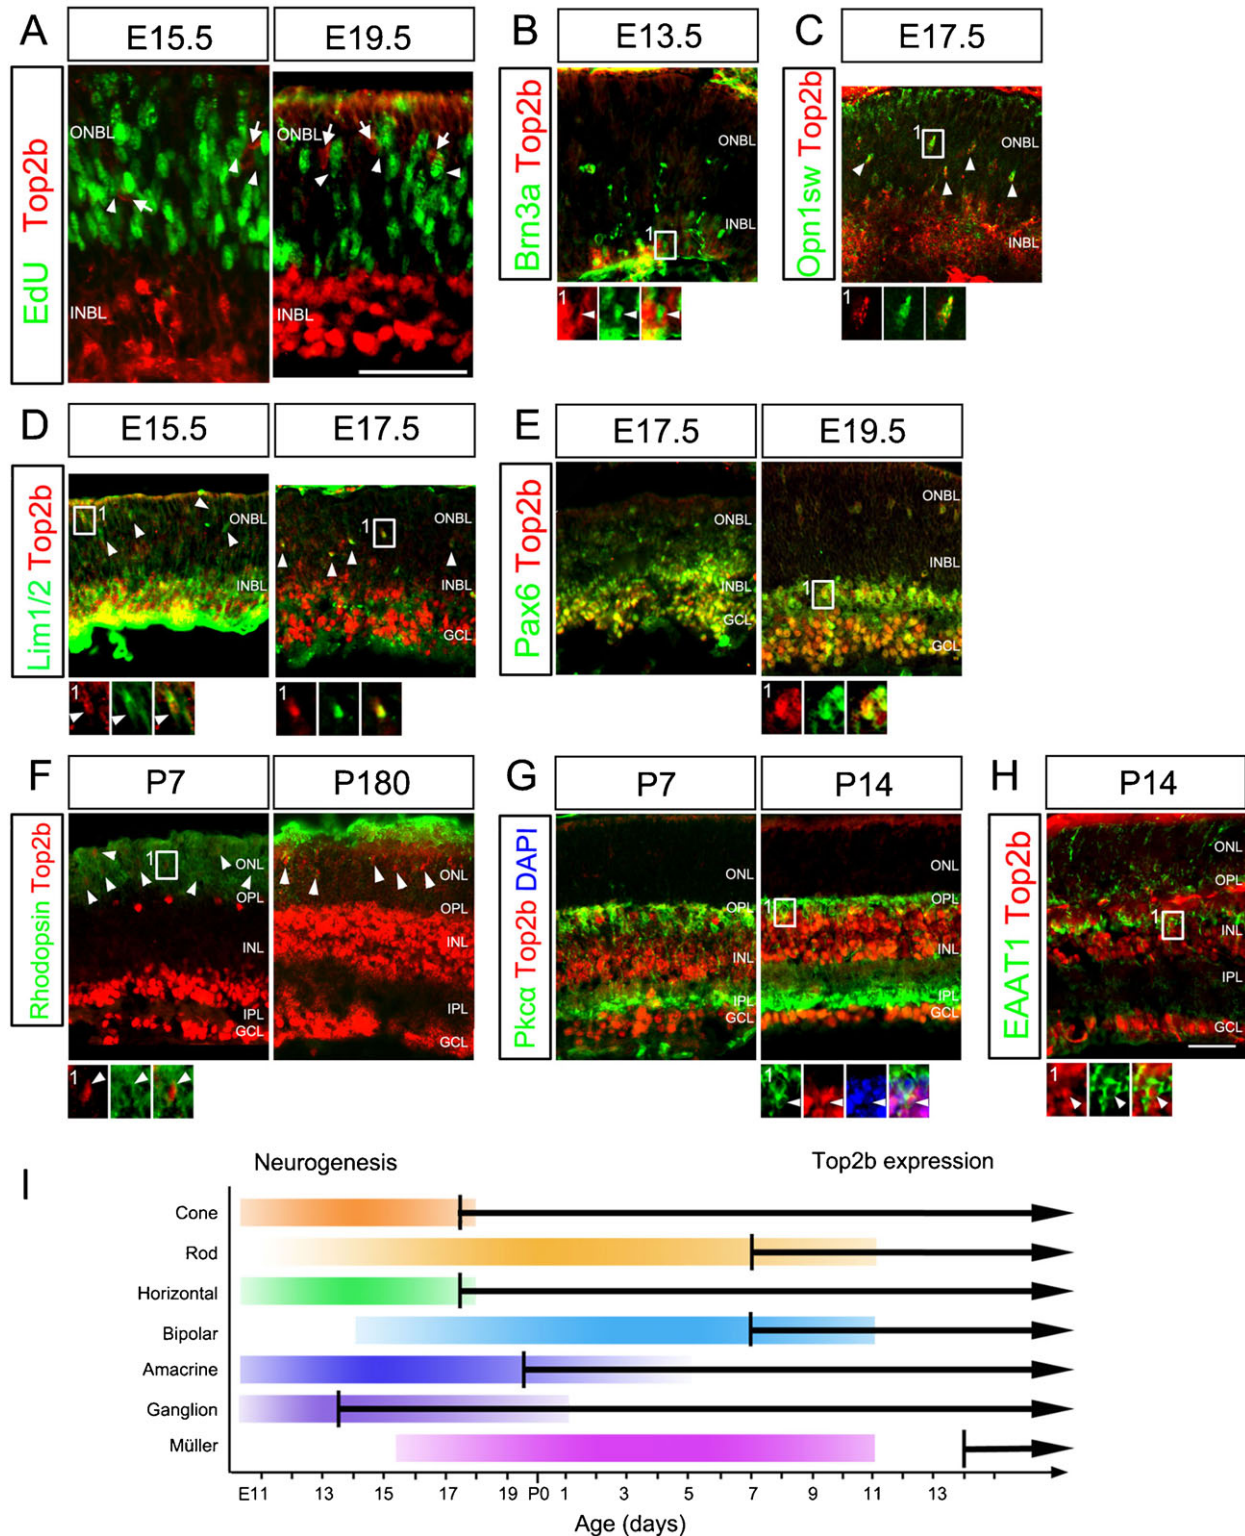 A
E15.5
E19.5
EdU Top2b
ONBL
INBL
ONBL
INBL
B
E13.5
Brn3a Top2b
ONBL
INBL
1
1
C
E17.5
Opn1sw Top2b
ONBL
INBL
1
1
D
E15.5
E17.5
Lim1/2 Top2b
1
ONBL
INBL
1
ONBL
INBL
GCL
1
1
E
E17.5
E19.5
Pax6 Top2b
ONBL
INBL
GCL
ONBL
INBL
1
GCL
1
F
P7
P180
Rhodopsin Top2b
1
ONL
OPL
INL
IPL
GCL
ONL
OPL
INL
IPL
GCL
1
G
P7
P14
Pkcα Top2b DAPI
ONL
OPL
INL
IPL
GCL
ONL
OPL
1
INL
IPL
GCL
1
H
P14
EAAT1 Top2b
ONL
OPL
1
INL
IPL
GCL
1
I
Neurogenesis Top2b expression
Cone
Rod
Horizontal
Bipolar
Amacrine
Ganglion
Müller
E11 13 15 17 19 P0 1 3 5 7 9 11 13
Age (days)